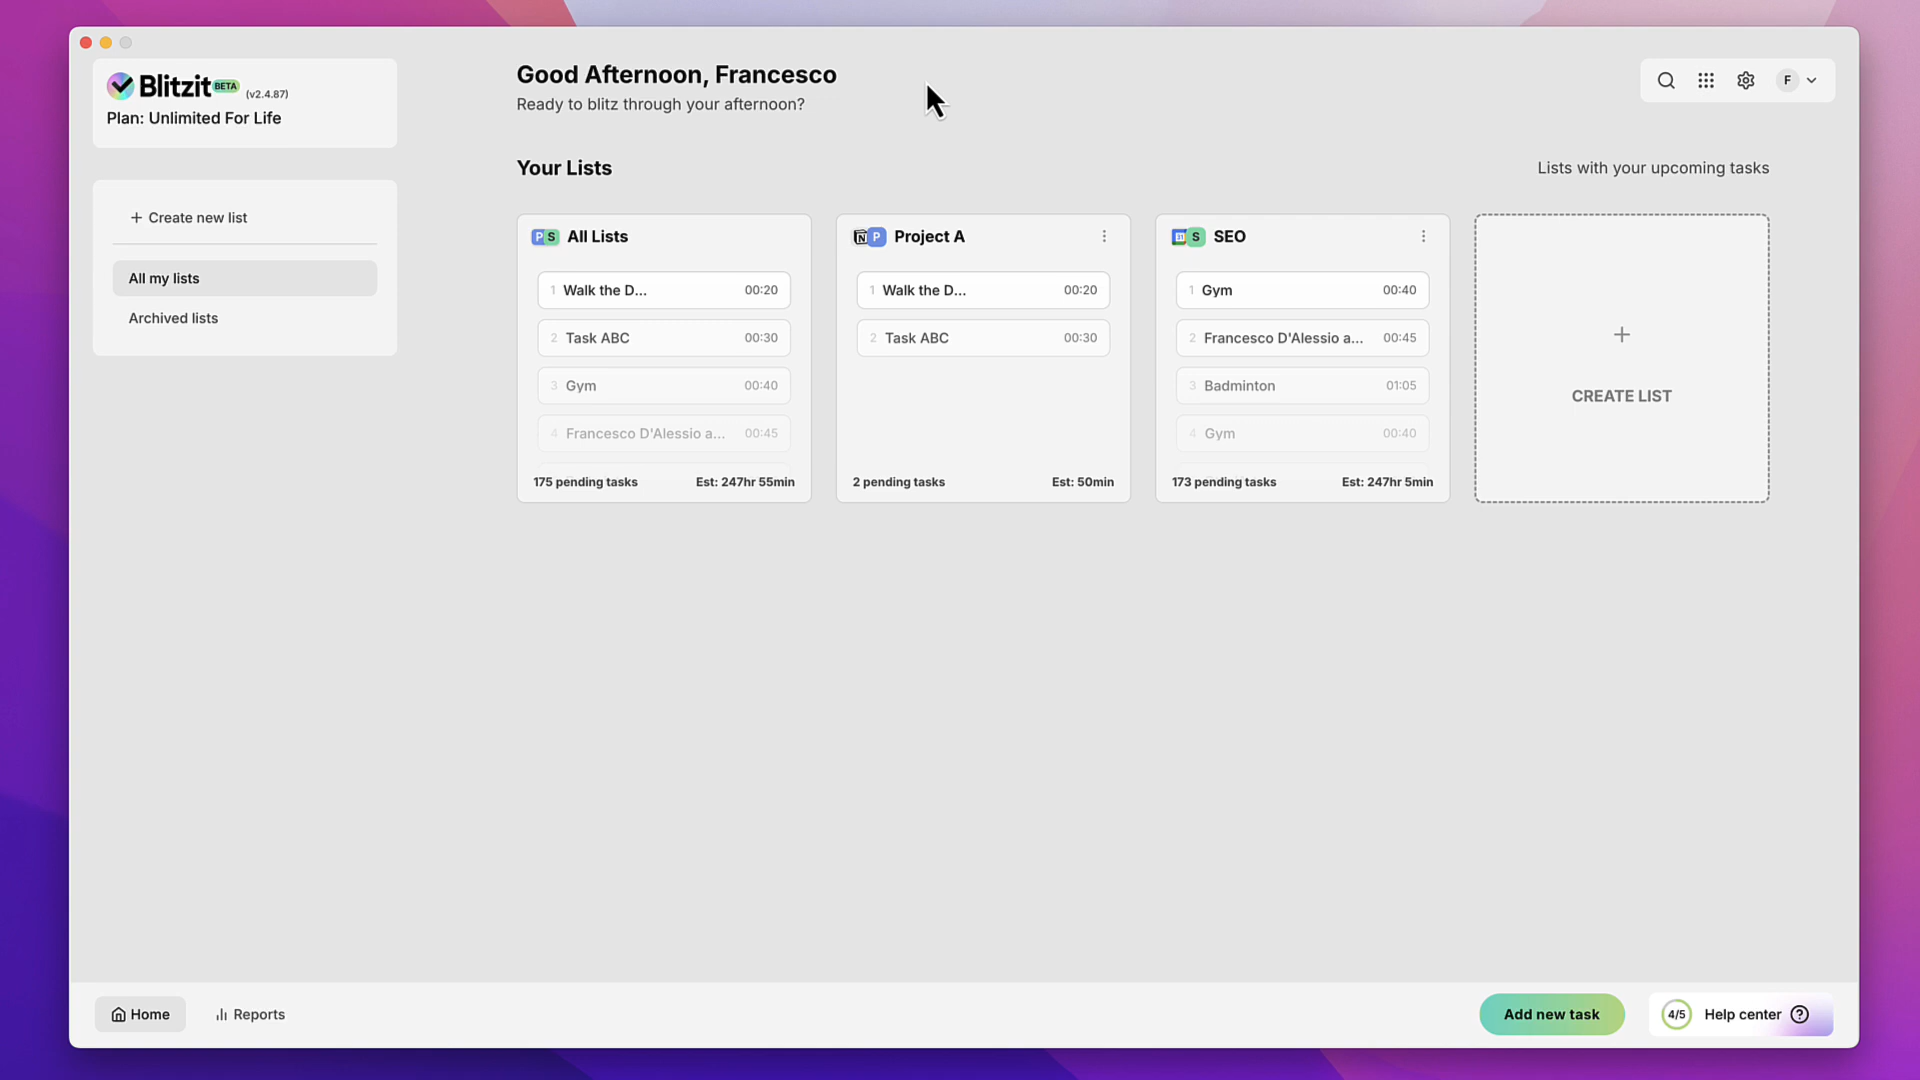 Blitzit BETA (v2.4.87)
Plan: Unlimited For Life
Good Afternoon, Francesco
Ready to blitz through your afternoon?
F
+ Create new list
All my lists
Archived lists
Your Lists
Lists with your upcoming tasks
P S All Lists
1 Walk the D... 00:20
2 Task ABC 00:30
3 Gym 00:40
4 Francesco D'Alessio a... 00:45
175 pending tasks Est: 247hr 55min
N P Project A
1 Walk the D... 00:20
2 Task ABC 00:30
2 pending tasks Est: 50min
31 S SEO
1 Gym 00:40
2 Francesco D'Alessio a... 00:45
3 Badminton 01:05
4 Gym 00:40
173 pending tasks Est: 247hr 5min
+
CREATE LIST
Home
Reports
Add new task
4/5 Help center ?